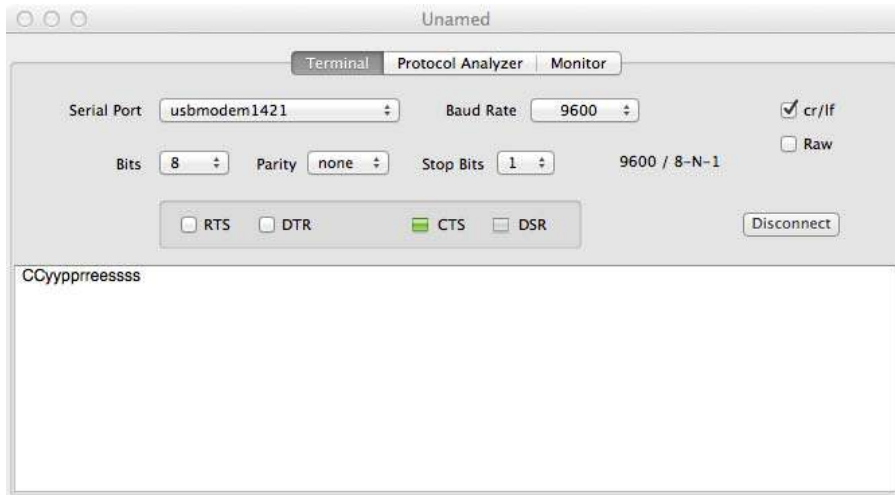 Unamed
Terminal Protocol Analyzer Monitor
Serial Port usbmodem1421 Baud Rate 9600 cr/lf
Raw
Bits 8 Parity none Stop Bits 1 9600 / 8-N-1
RTS DTR CTS DSR Disconnect
CCyypprreessss